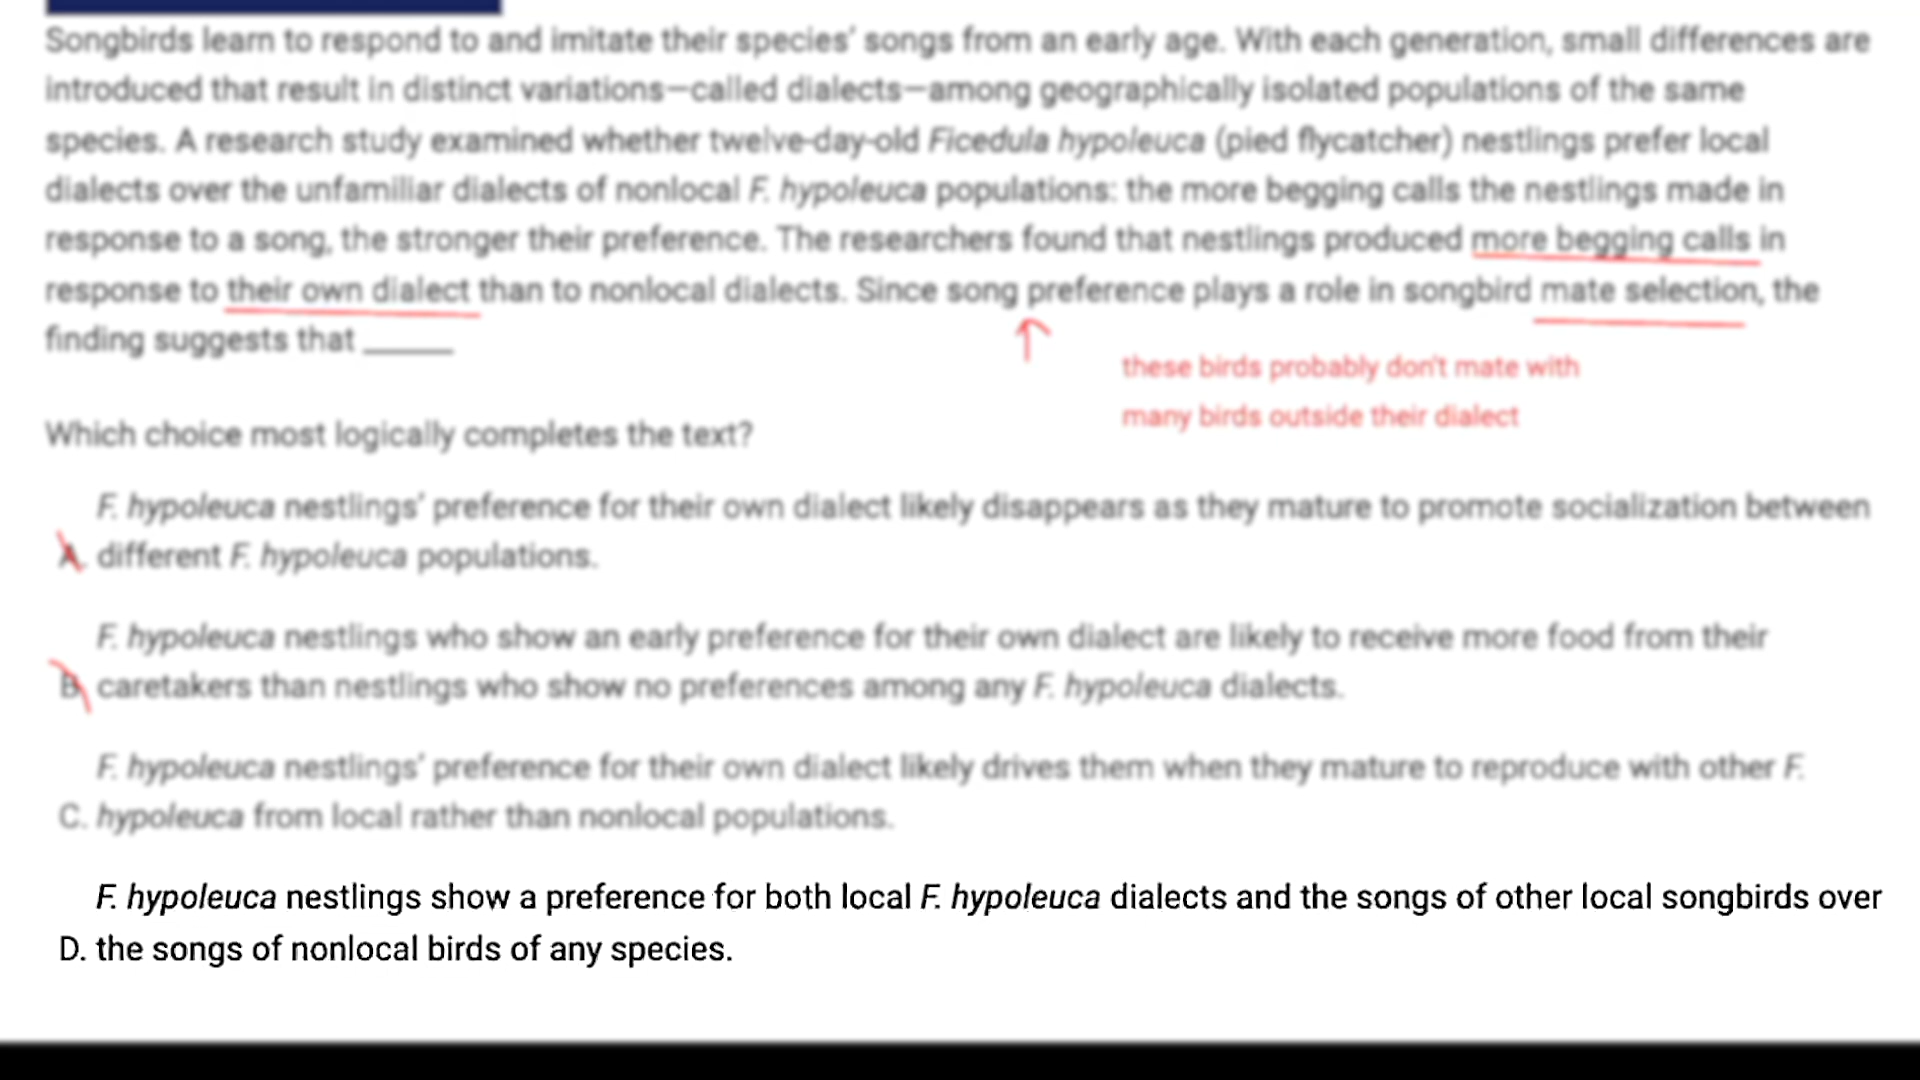 Songbirds learn to respond to and imitate their species' songs from an early age. With each generation, small differences are
introduced that result in distinct variations—called dialects—among geographically isolated populations of the same
species. A research study examined whether twelve-day-old Ficedula hypoleuca (pied flycatcher) nestlings prefer local
dialects over the unfamiliar dialects of nonlocal F. hypoleuca populations: the more begging calls the nestlings made in
response to a song, the stronger their preference. The researchers found that nestlings produced more begging calls in
response to their own dialect than to nonlocal dialects. Since song preference plays a role in songbird mate selection, the
finding suggests that ______
these birds probably don't mate with
many birds outside their dialect
Which choice most logically completes the text?
F. hypoleuca nestlings' preference for their own dialect likely disappears as they mature to promote socialization between
A. different F. hypoleuca populations.
F. hypoleuca nestlings who show an early preference for their own dialect are likely to receive more food from their
B. caretakers than nestlings who show no preferences among any F. hypoleuca dialects.
F. hypoleuca nestlings' preference for their own dialect likely drives them when they mature to reproduce with other F.
C. hypoleuca from local rather than nonlocal populations.
F. hypoleuca nestlings show a preference for both local F. hypoleuca dialects and the songs of other local songbirds over
D. the songs of nonlocal birds of any species.